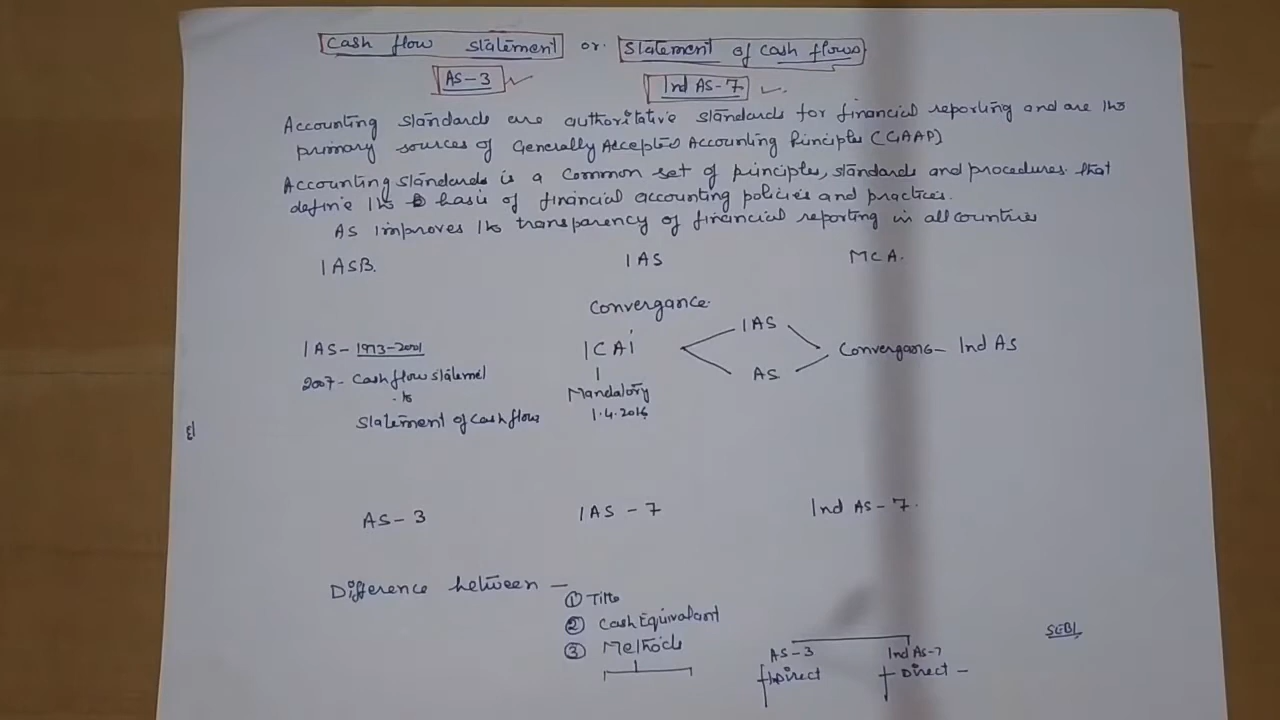 Cash flow statement or. Statement of cash flows
AS-3 Ind AS-7
Accounting standards are authoritative standards for financial reporting and are the
primary sources of Generally Accepted Accounting Principles (GAAP)
Accounting standards is a common set of principles, standards and procedures that
define the basis of financial accounting policies and practices.
AS improves the transparency of financial reporting in all countries
IASB. IAS MCA.
Convergance.
IAS
IAS - 1973-2001 ICAI Convergans - Ind AS
AS
2007 - Cash flow statemel
to
Mandatory
Statement of cash flow 1.4.2016
AS-3 IAS-7 Ind AS-7.
Difference between -
① Title
② Cash Equivalant
③ Methods
SEBI
AS-3 Ind AS-7
Direct Direct -